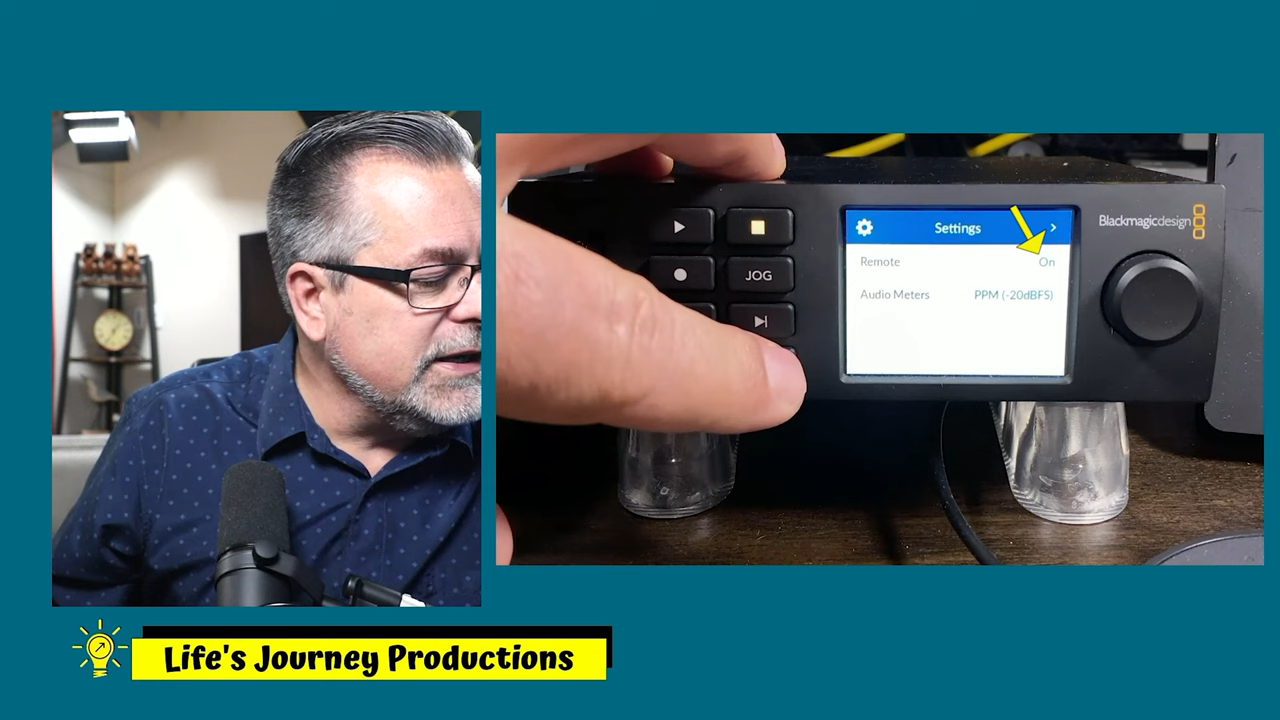 Settings
Remote On
Audio Meters PPM (-20dBFS)
Blackmagicdesign
JOG
Life's Journey Productions